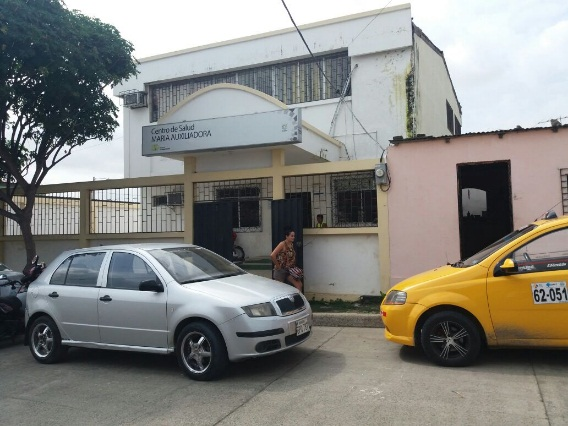 Centro de Salud
MARIA AUXILIADORA
62-051